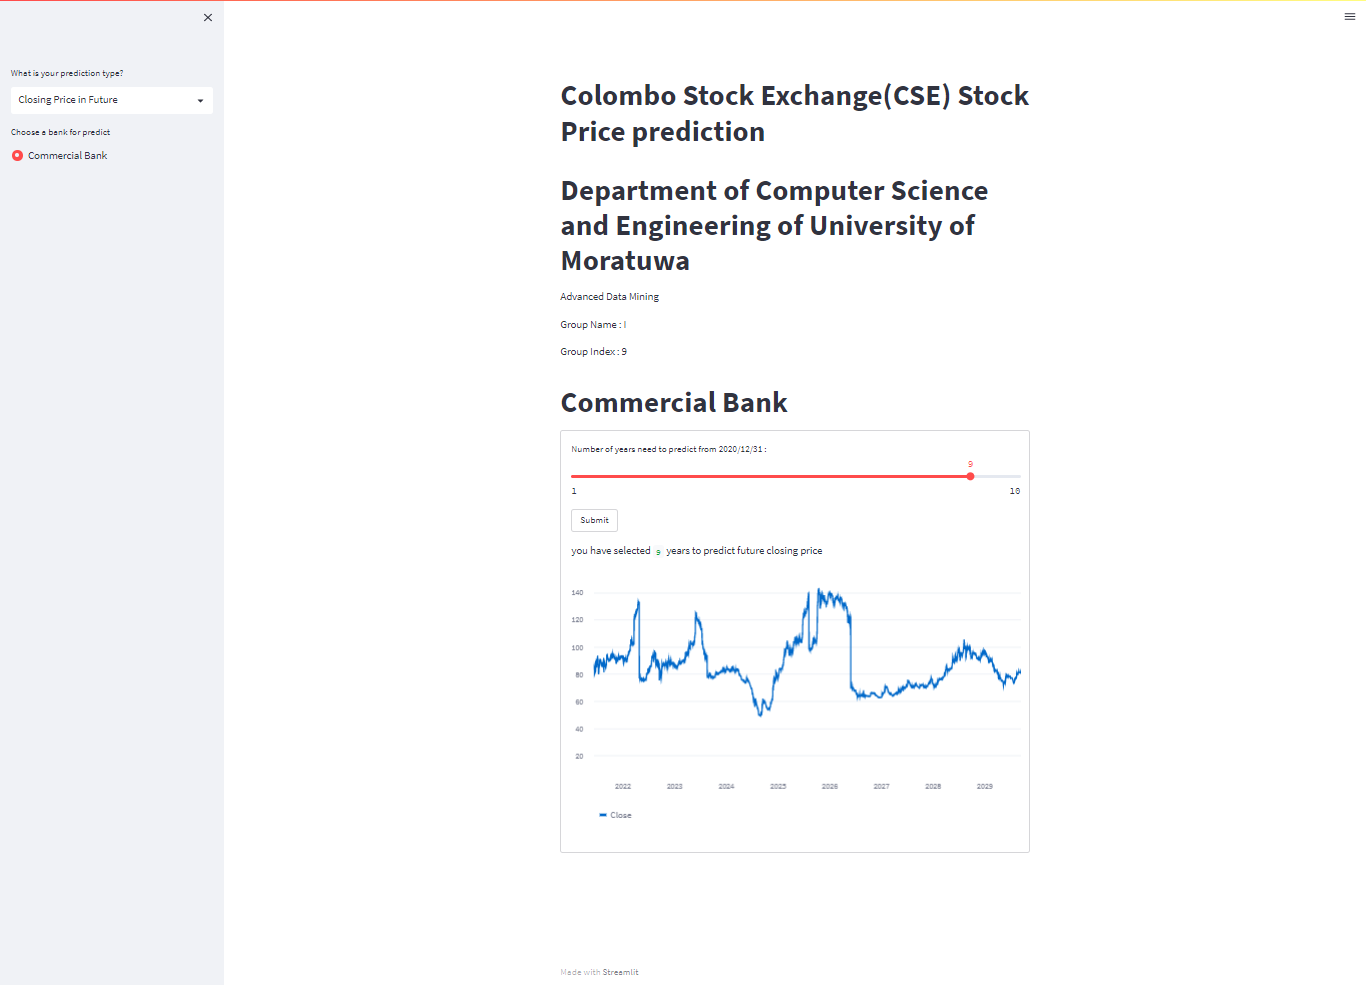 What is your prediction type?
Closing Price in Future
Choose a bank for predict
Commercial Bank
Colombo Stock Exchange(CSE) Stock
Price prediction
Department of Computer Science
and Engineering of University of
Moratuwa
Advanced Data Mining
Group Name : I
Group Index : 9
Commercial Bank
Number of years need to predict from 2020/12/31 :
9
1 10
Submit
you have selected 9 years to predict future closing price
140
120
100
80
60
40
20
2022 2023 2024 2025 2026 2027 2028 2029
Close
Made with Streamlit